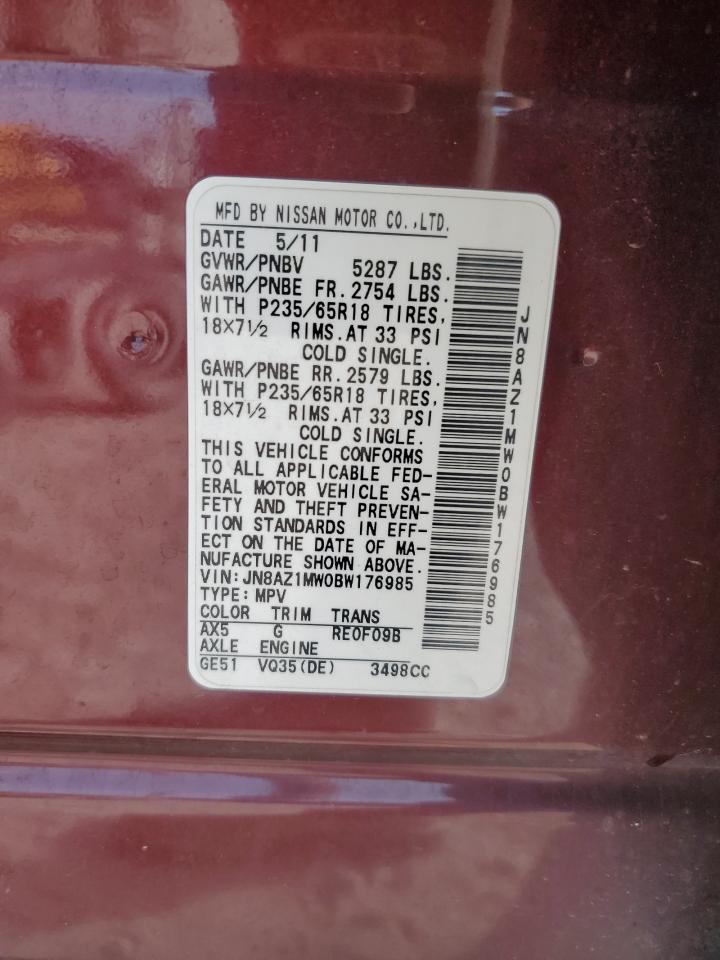 MFD BY NISSAN MOTOR CO.,LTD.
DATE 5/11
GVWR/PNBV 5287 LBS.
GAWR/PNBE FR.2754 LBS.
WITH P235/65R18 TIRES,
18×7½ RIMS.AT 33 PSI
COLD SINGLE.
GAWR/PNBE RR.2579 LBS.
WITH P235/65R18 TIRES,
18×7½ RIMS.AT 33 PSI
COLD SINGLE.
THIS VEHICLE CONFORMS
TO ALL APPLICABLE FED-
ERAL MOTOR VEHICLE SA-
FETY AND THEFT PREVEN-
TION STANDARDS IN EFF-
ECT ON THE DATE OF MA-
NUFACTURE SHOWN ABOVE.
VIN:JN8AZ1MW0BW176985
TYPE:MPV
COLOR TRIM TRANS
AX5 G RE0F09B
AXLE ENGINE
GE51 VQ35(DE) 3498CC
JN8AZ1MW0BW176985